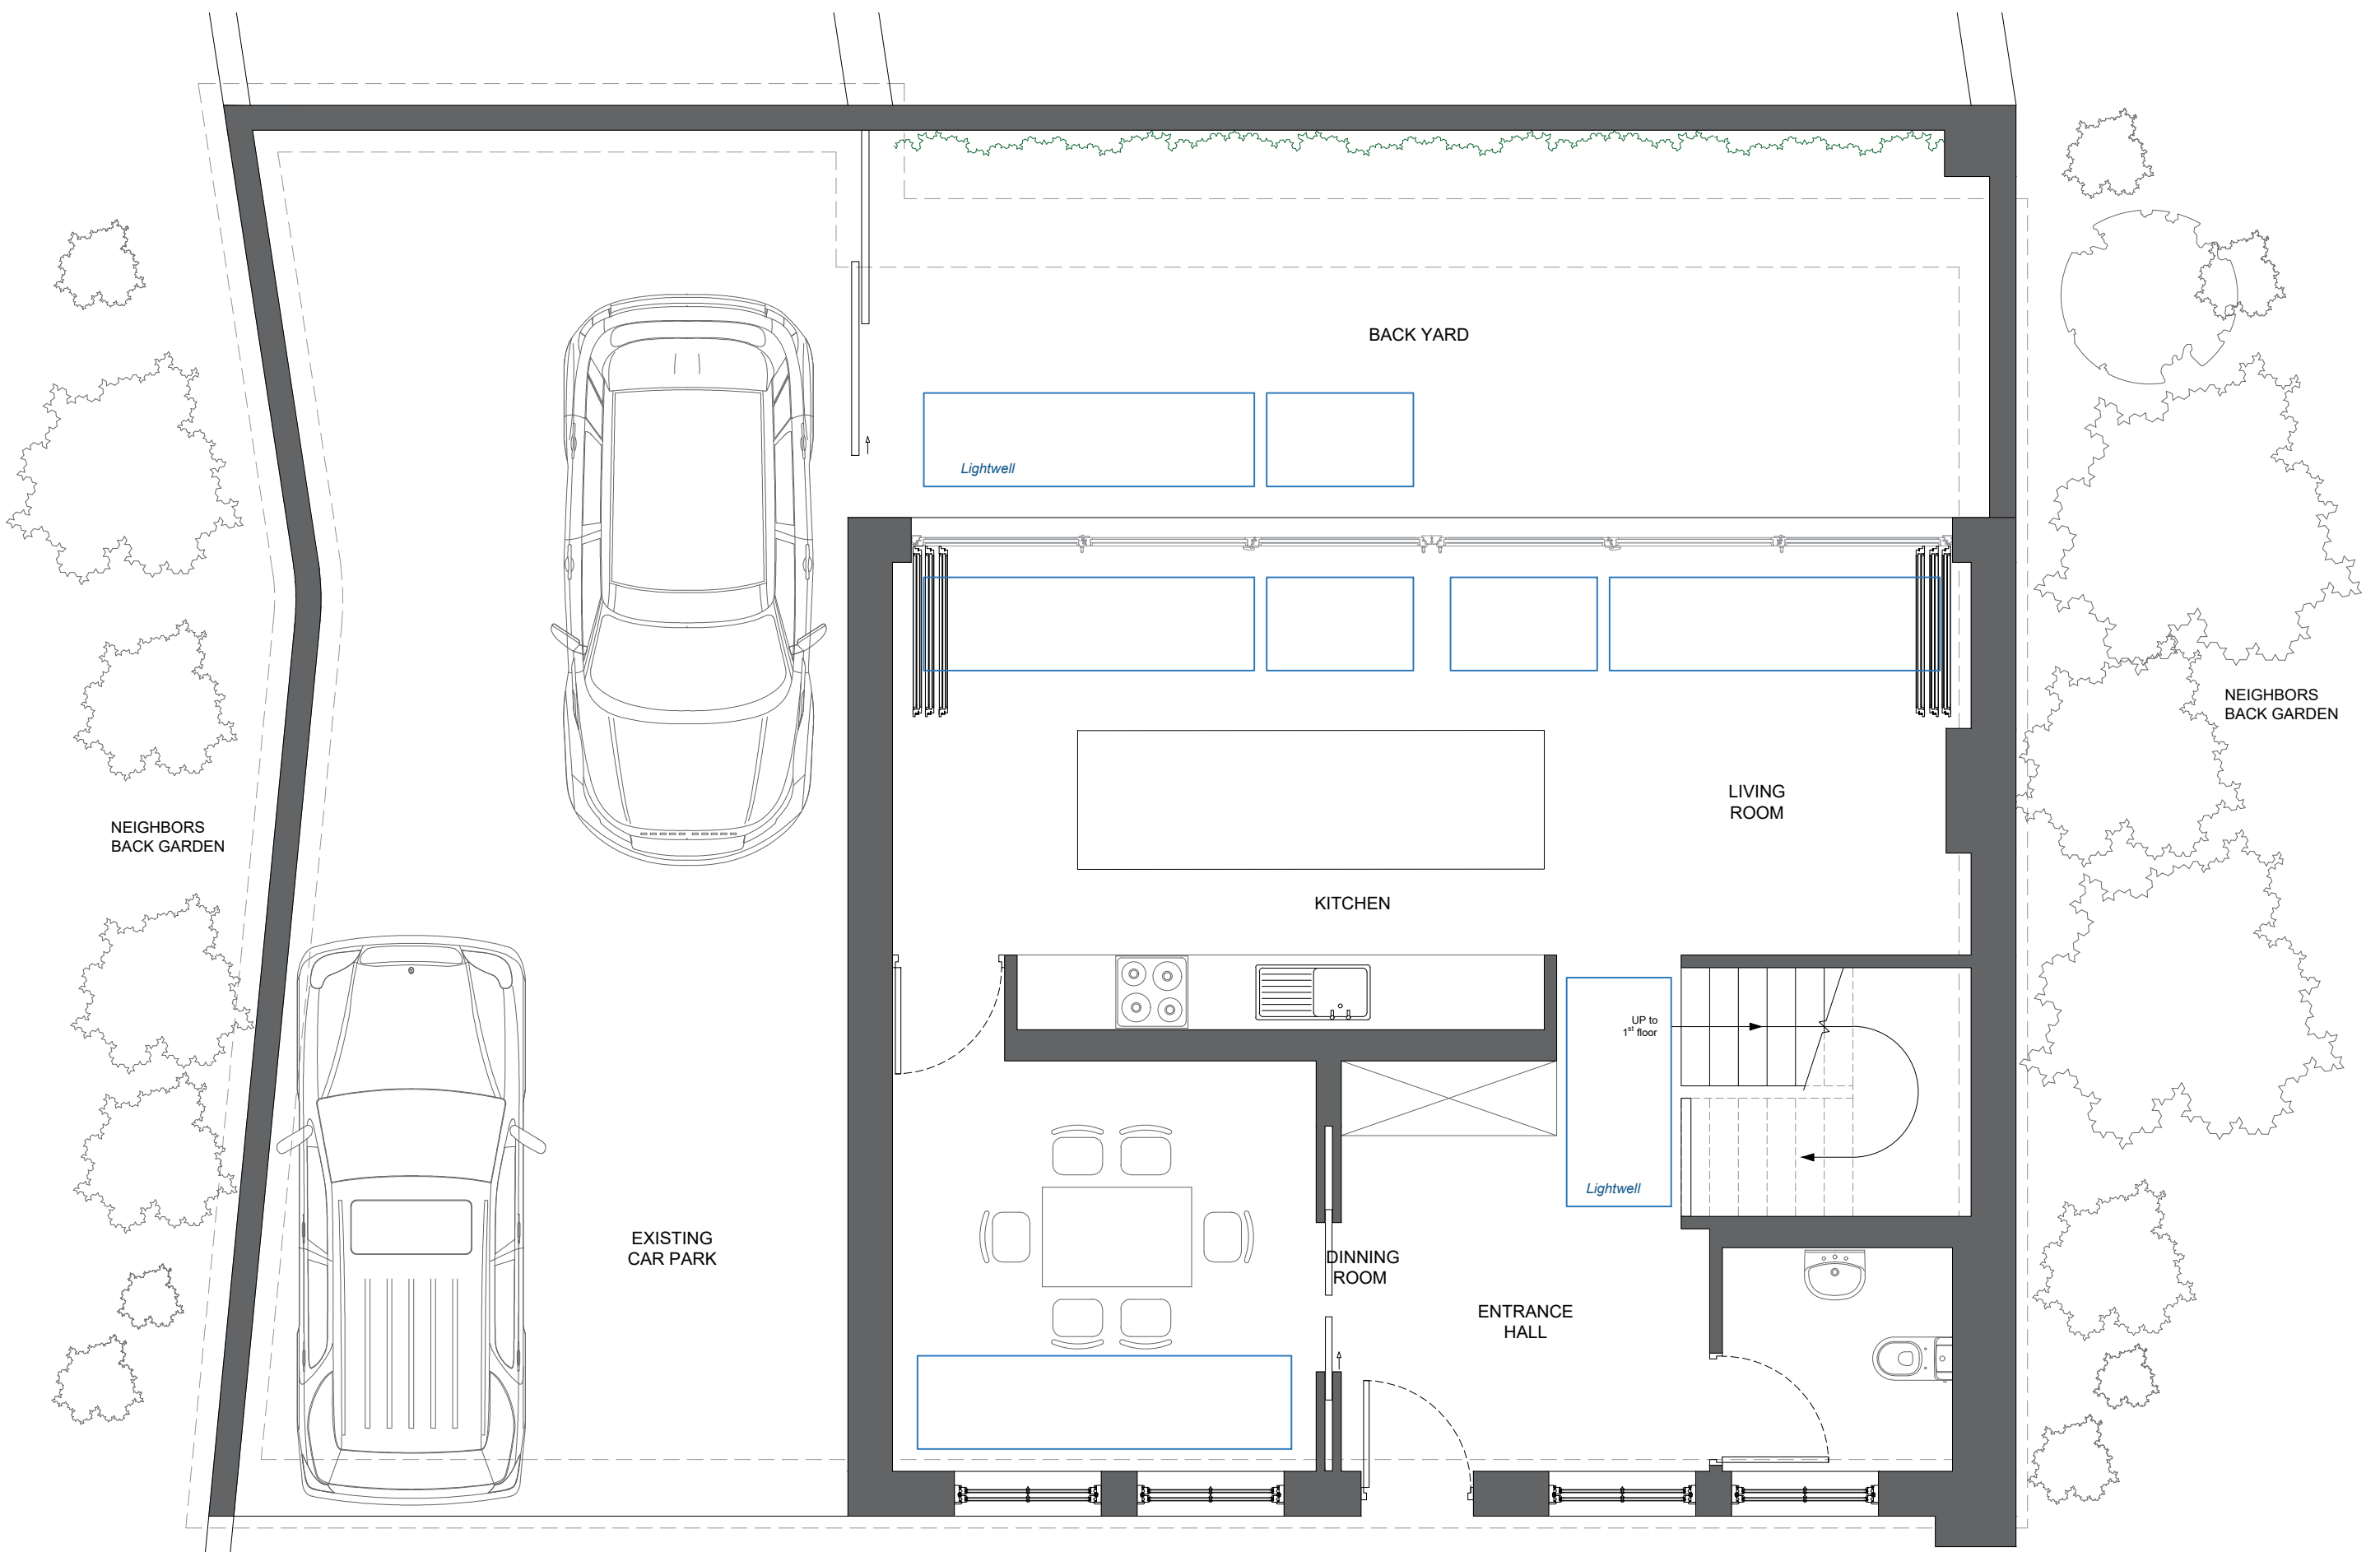 BACK YARD
Lightwell
NEIGHBORS
BACK GARDEN
LIVING
ROOM
NEIGHBORS
BACK GARDEN
KITCHEN
UP to
1st floor
Lightwell
EXISTING
CAR PARK
DINNING
ROOM
ENTRANCE
HALL